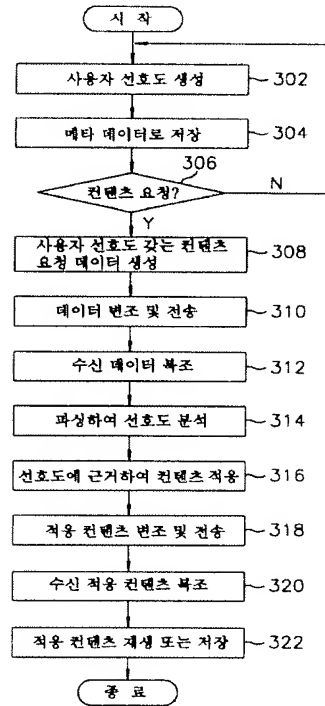 시 작
사용자 선호도 생성
302
메타 데이터로 저장
304
306
컨텐츠 요청?
N
Y
사용자 선호도 갖는 컨텐츠
요청 데이터 생성
308
데이터 변조 및 전송
310
수신 데이터 복조
312
파싱하여 선호도 분석
314
선호도에 근거하여 컨텐츠 적응
316
적응 컨텐츠 변조 및 전송
318
수신 적응 컨텐츠 복조
320
적응 컨텐츠 재생 또는 저장
322
종 료